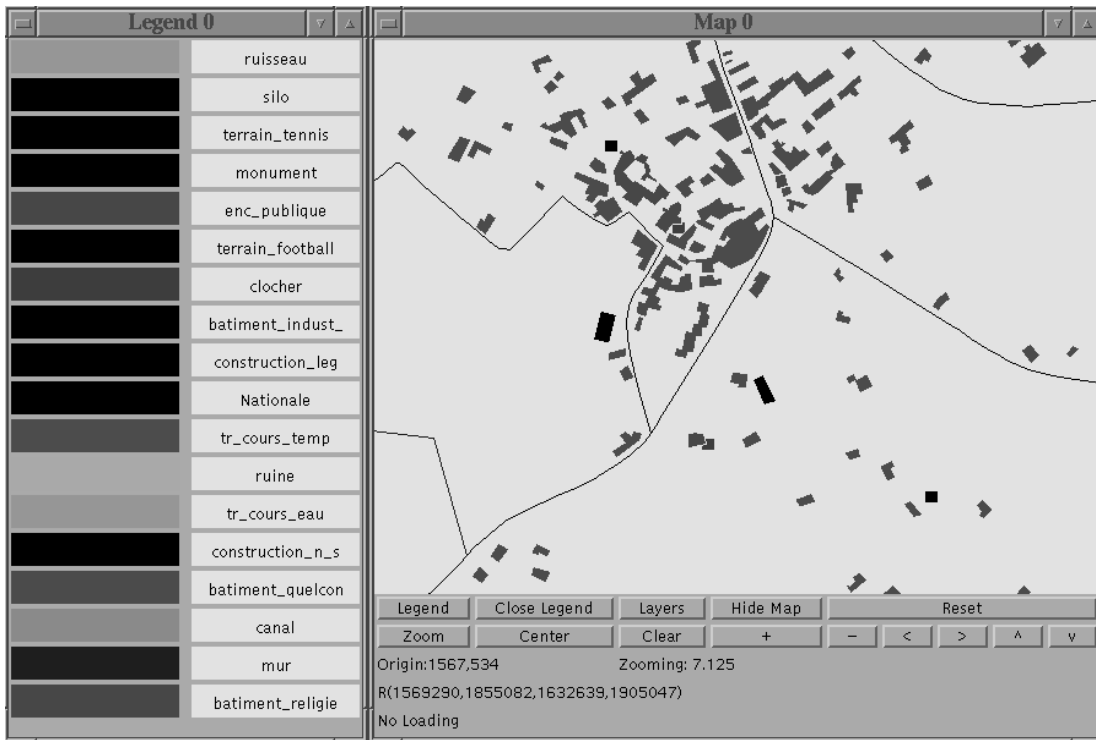 Legend 0
ruisseau
silo
terrain_tennis
monument
enc_publique
terrain_football
clocher
batiment_indust_
construction_leg
Nationale
tr_cours_temp
ruine
tr_cours_eau
construction_n_s
batiment_quelcon
canal
mur
batiment_religie
Map 0
Legend Close Legend Layers Hide Map Reset
Zoom Center Clear + − < > ^ v
Origin:1567,534 Zooming: 7.125
R(1569290,1855082,1632639,1905047)
No Loading